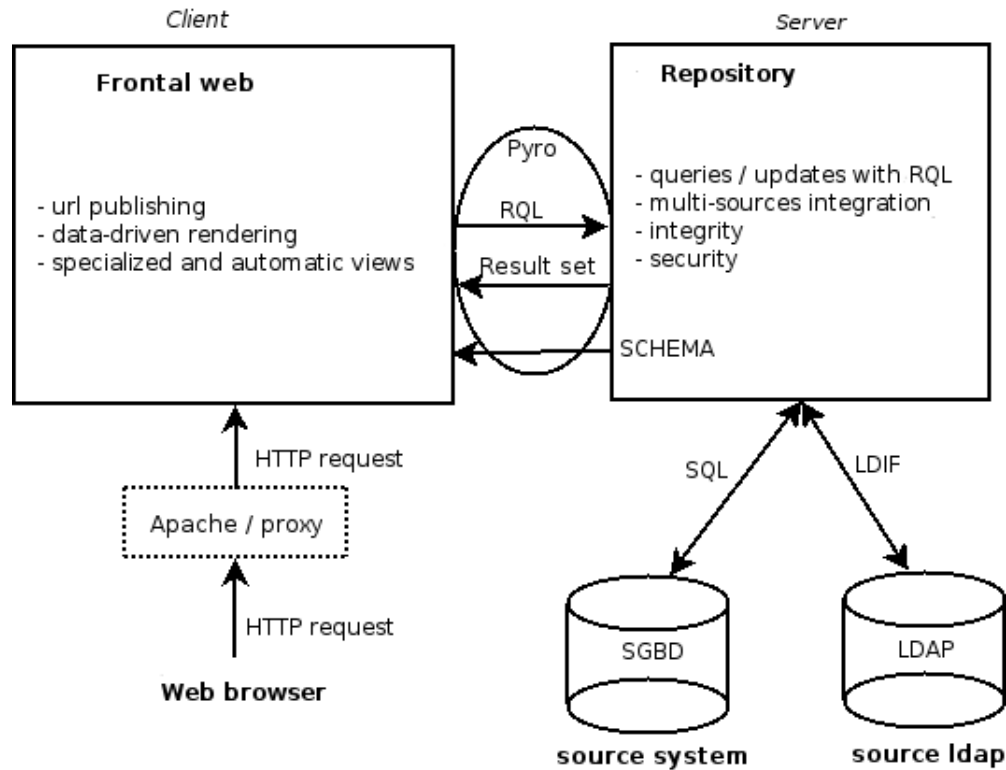 Client
Server
Frontal web
Repository
Pyro
- url publishing
- data-driven rendering
- specialized and automatic views
RQL
Result set
- queries / updates with RQL
- multi-sources integration
- integrity
- security
SCHEMA
HTTP request
Apache / proxy
HTTP request
Web browser
SQL
LDIF
SGBD
LDAP
source system
source ldap